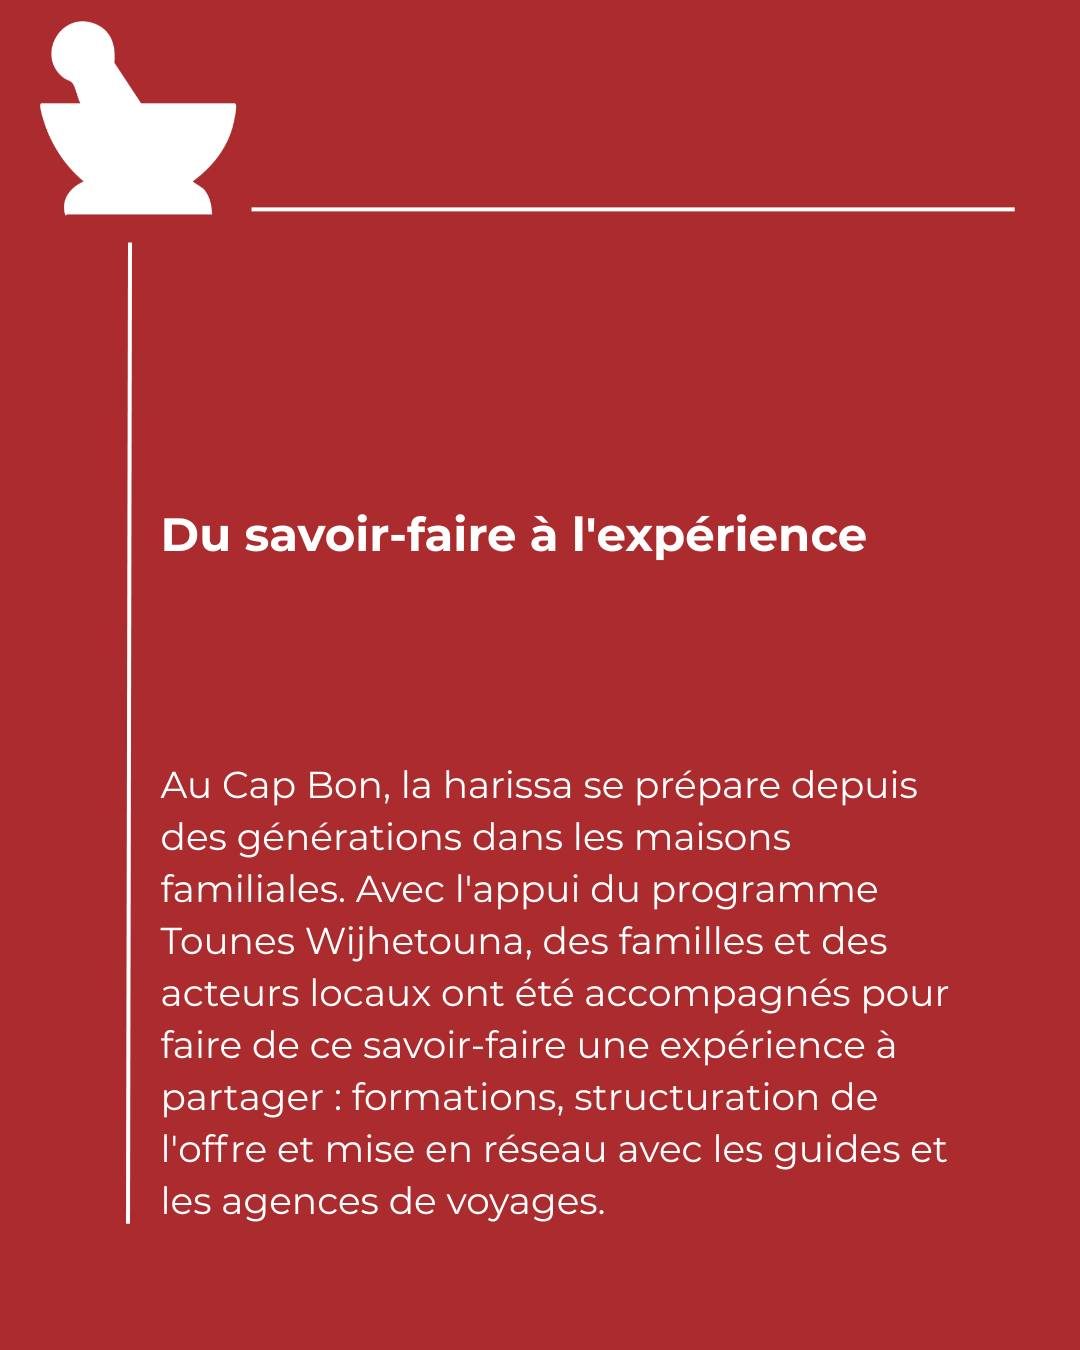 Du savoir-faire à l'expérience
Au Cap Bon, la harissa se prépare depuis
des générations dans les maisons
familiales. Avec l'appui du programme
Tounes Wijhetouna, des familles et des
acteurs locaux ont été accompagnés pour
faire de ce savoir-faire une expérience à
partager : formations, structuration de
l'offre et mise en réseau avec les guides et
les agences de voyages.